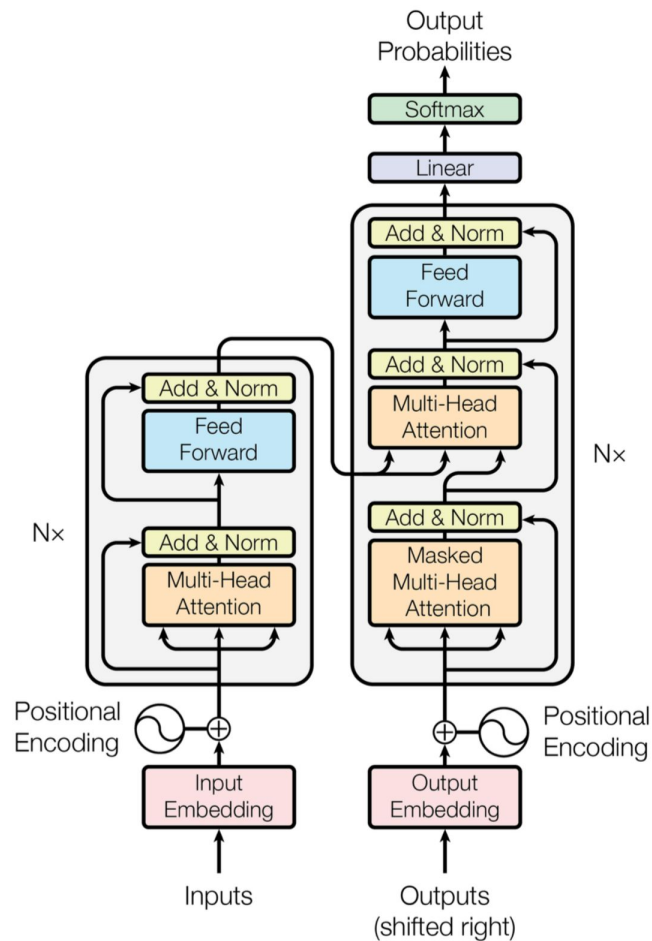 Output
Probabilities
Softmax
Linear
Add & Norm
Feed
Forward
Add & Norm
Multi-Head
Attention
Add & Norm
Masked
Multi-Head
Attention
N×
Positional
Encoding
Output
Embedding
Outputs
(shifted right)
Add & Norm
Feed
Forward
Add & Norm
Multi-Head
Attention
N×
Positional
Encoding
Input
Embedding
Inputs